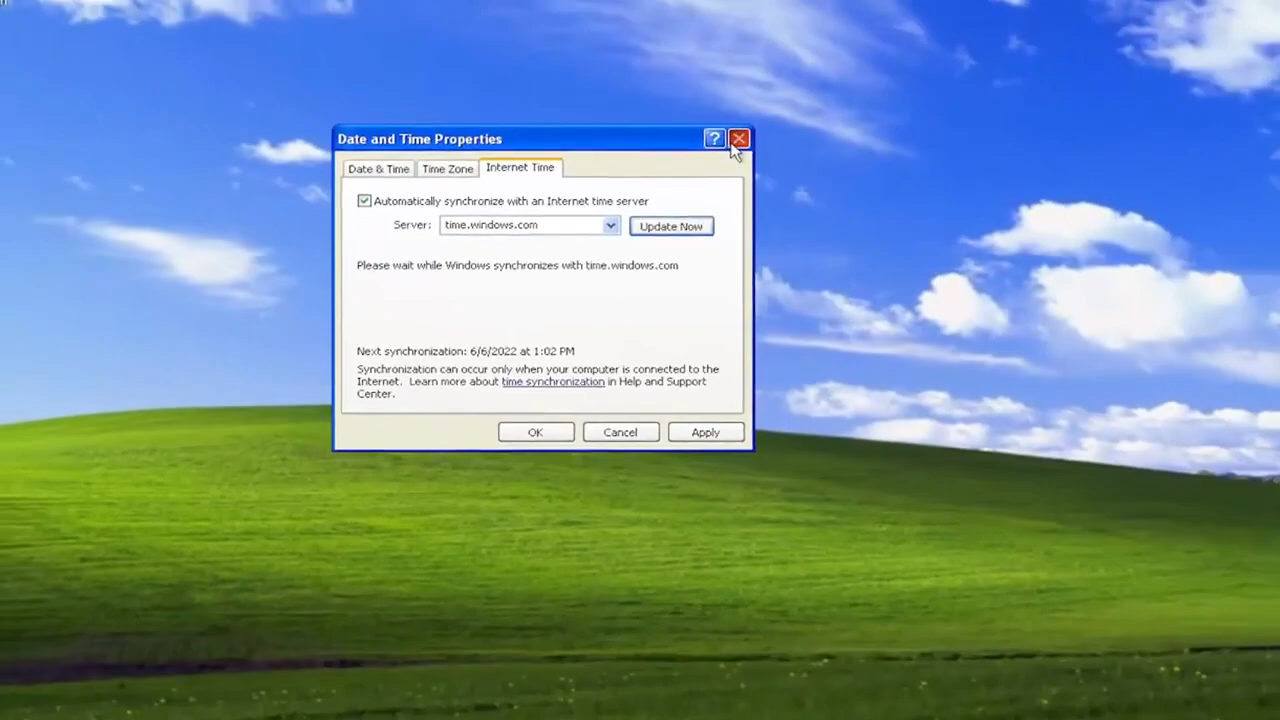 Date and Time Properties
Date & Time Time Zone Internet Time
Automatically synchronize with an Internet time server
Server: time.windows.com Update Now
Please wait while Windows synchronizes with time.windows.com
Next synchronization: 6/6/2022 at 1:02 PM
Synchronization can occur only when your computer is connected to the
Internet. Learn more about time synchronization in Help and Support
Center.
OK Cancel Apply